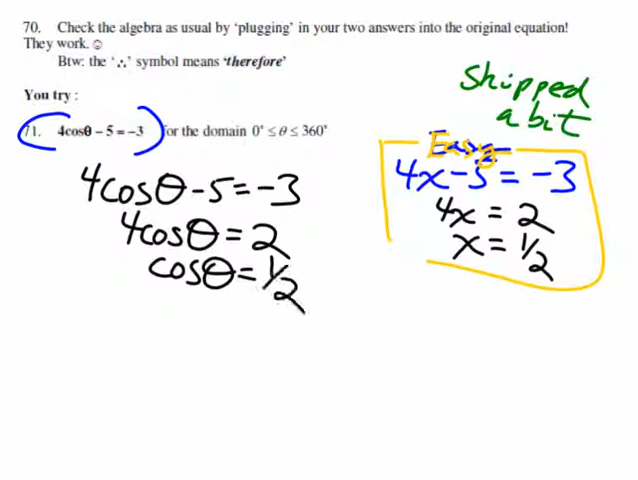 70. Check the algebra as usual by 'plugging' in your two answers into the original equation!
They work. ☺
Btw: the '∴' symbol means 'therefore'
You try :
71. 4cosθ – 5 = –3 for the domain 0° ≤ θ ≤ 360°
4cosθ - 5 = -3
4cosθ = 2
cosθ = 1/2
Shipped
a bit
Easy
4x - 5 = -3
4x = 2
x = 1/2